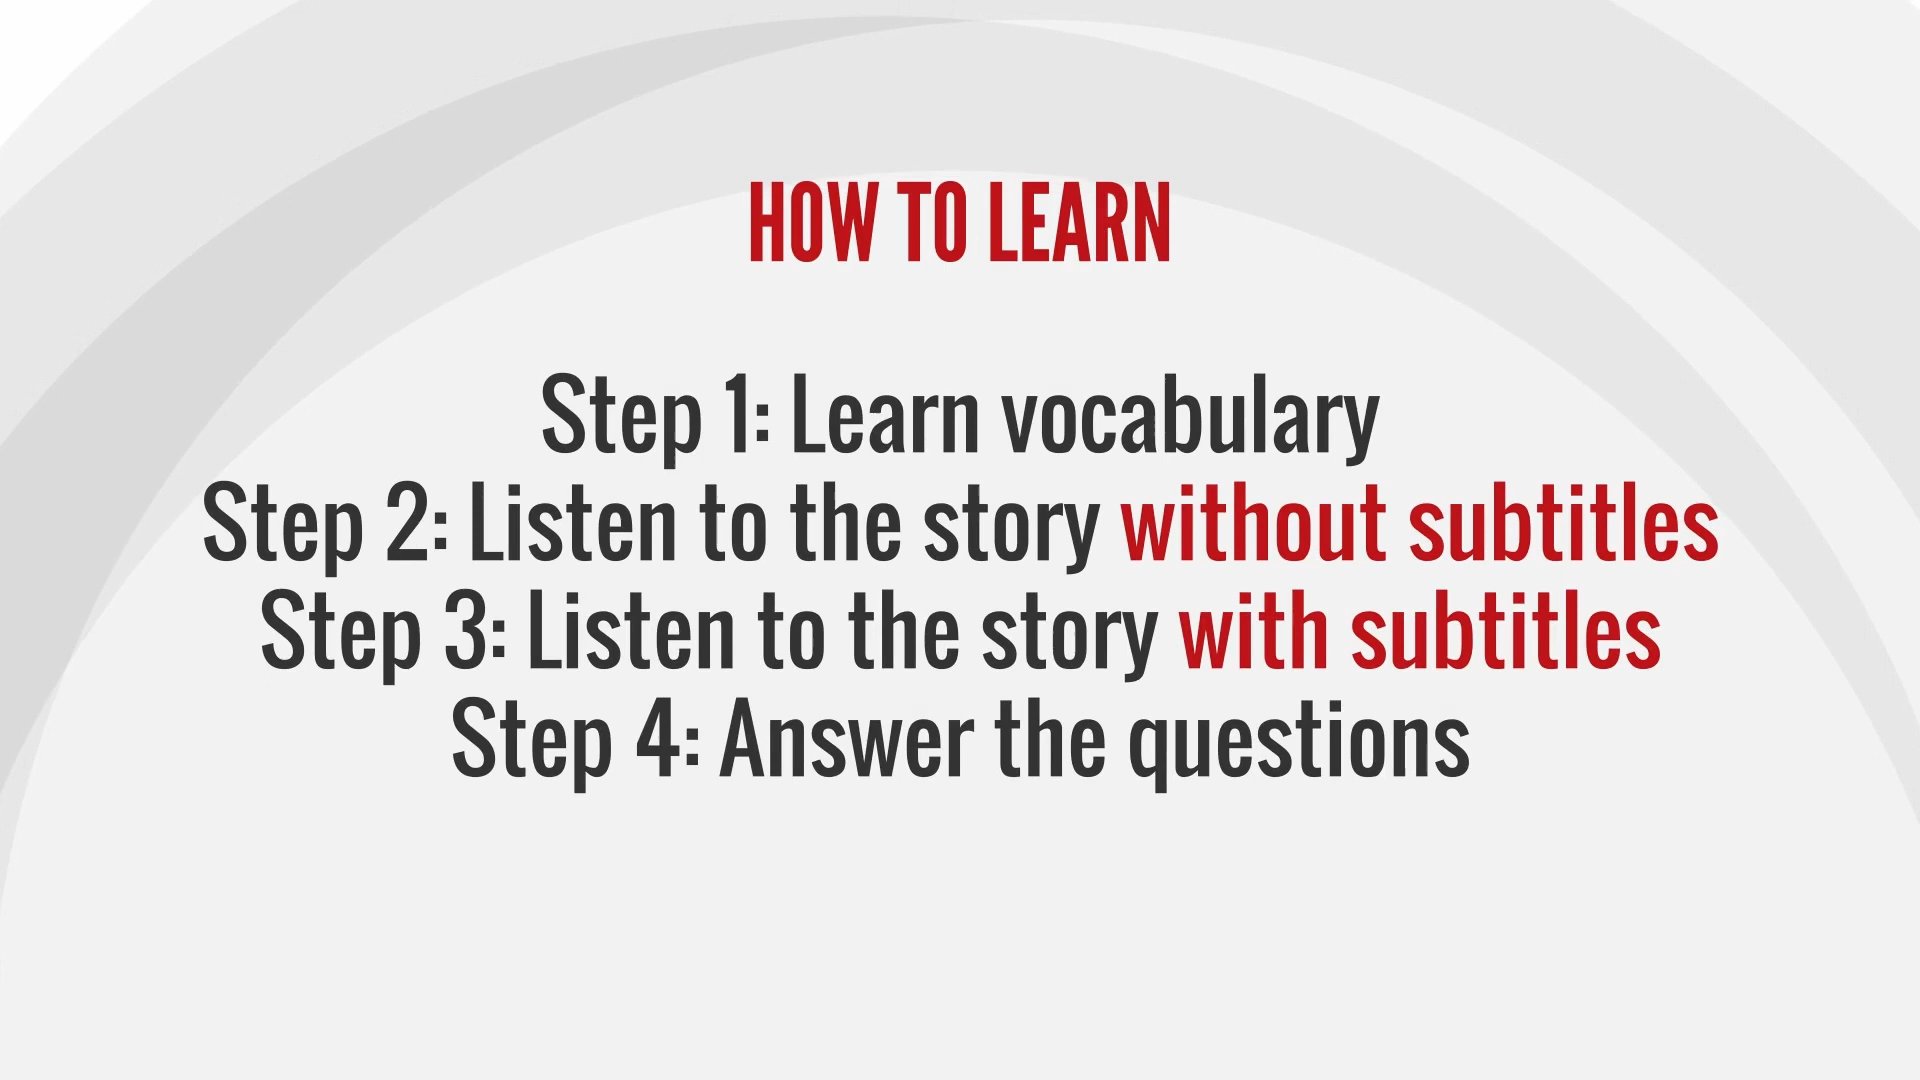 HOW TO LEARN
Step 1: Learn vocabulary
Step 2: Listen to the story without subtitles
Step 3: Listen to the story with subtitles
Step 4: Answer the questions